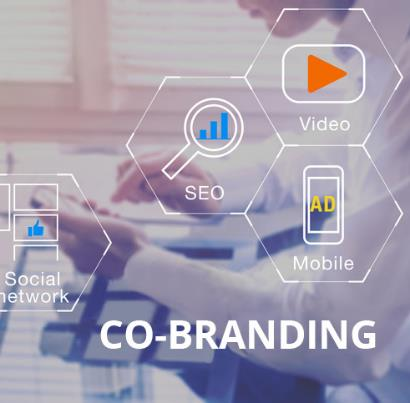 Video
SEO
AD
Mobile
Social
network
CO-BRANDING